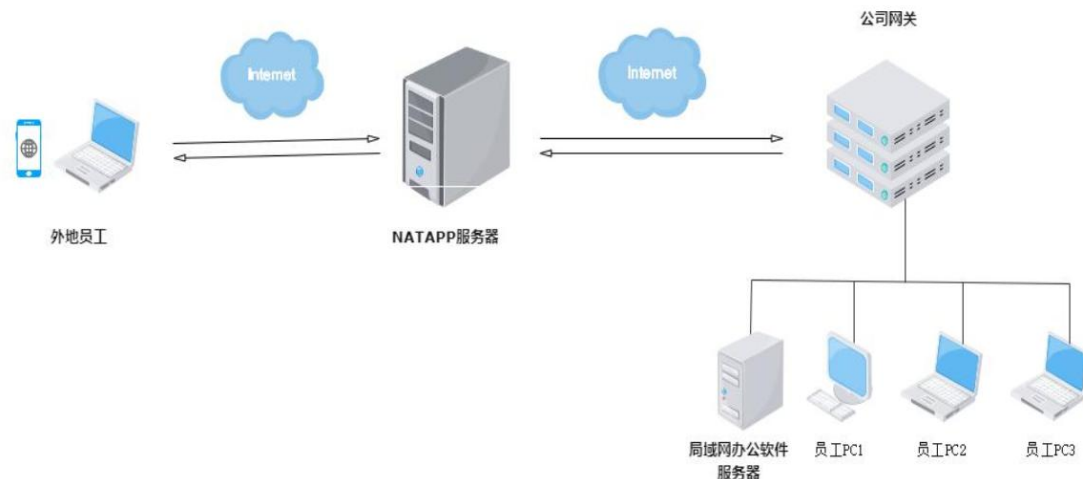 公司网关
Internet
Internet
外地员工
NATAPP服务器
局域网办公软件
服务器
员工PC1
员工PC2
员工PC3